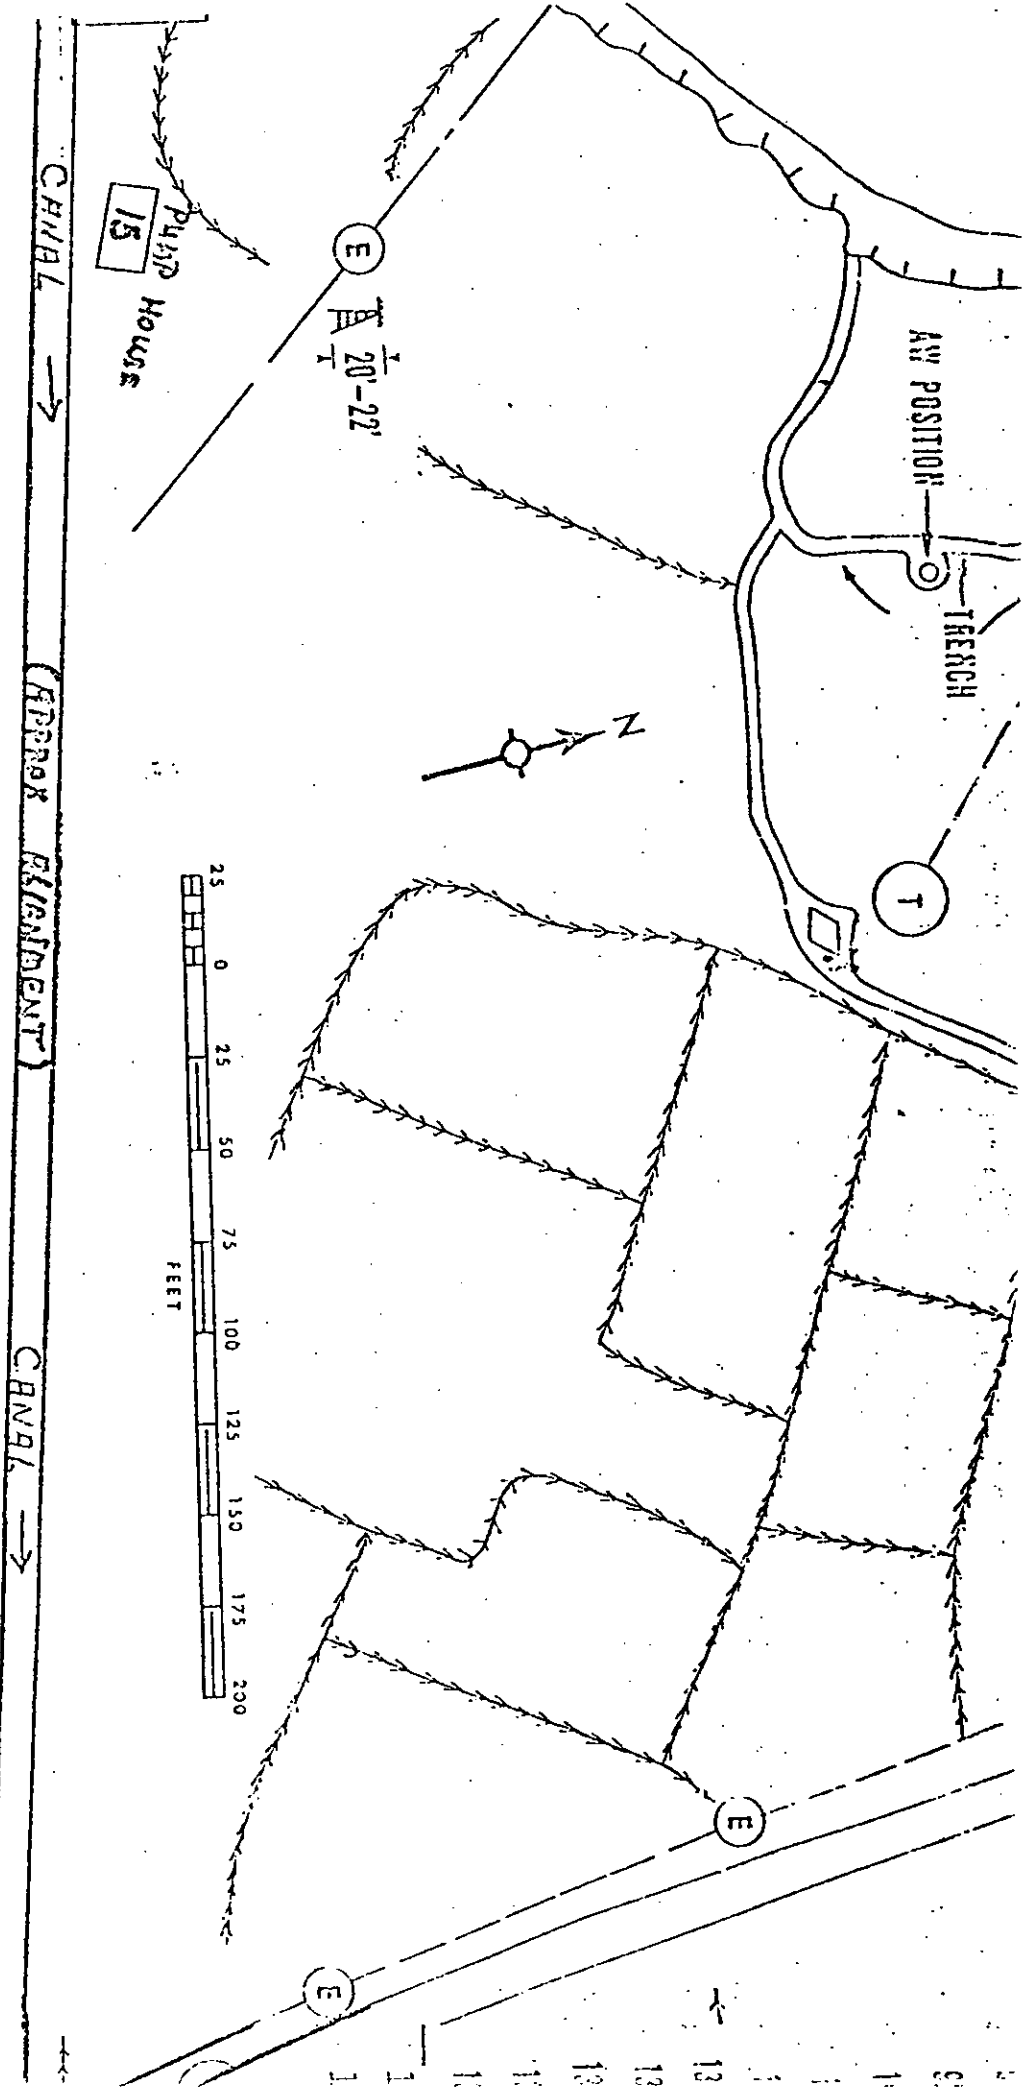 AW POSITION
TRENCH
T
N
E
20'-22'
PUMP HOUSE
15
CANAL →
(APPROX ALIGNMENT)
CANAL →
25 0 25 50 75 100 125 150 175 200
FEET
E
E